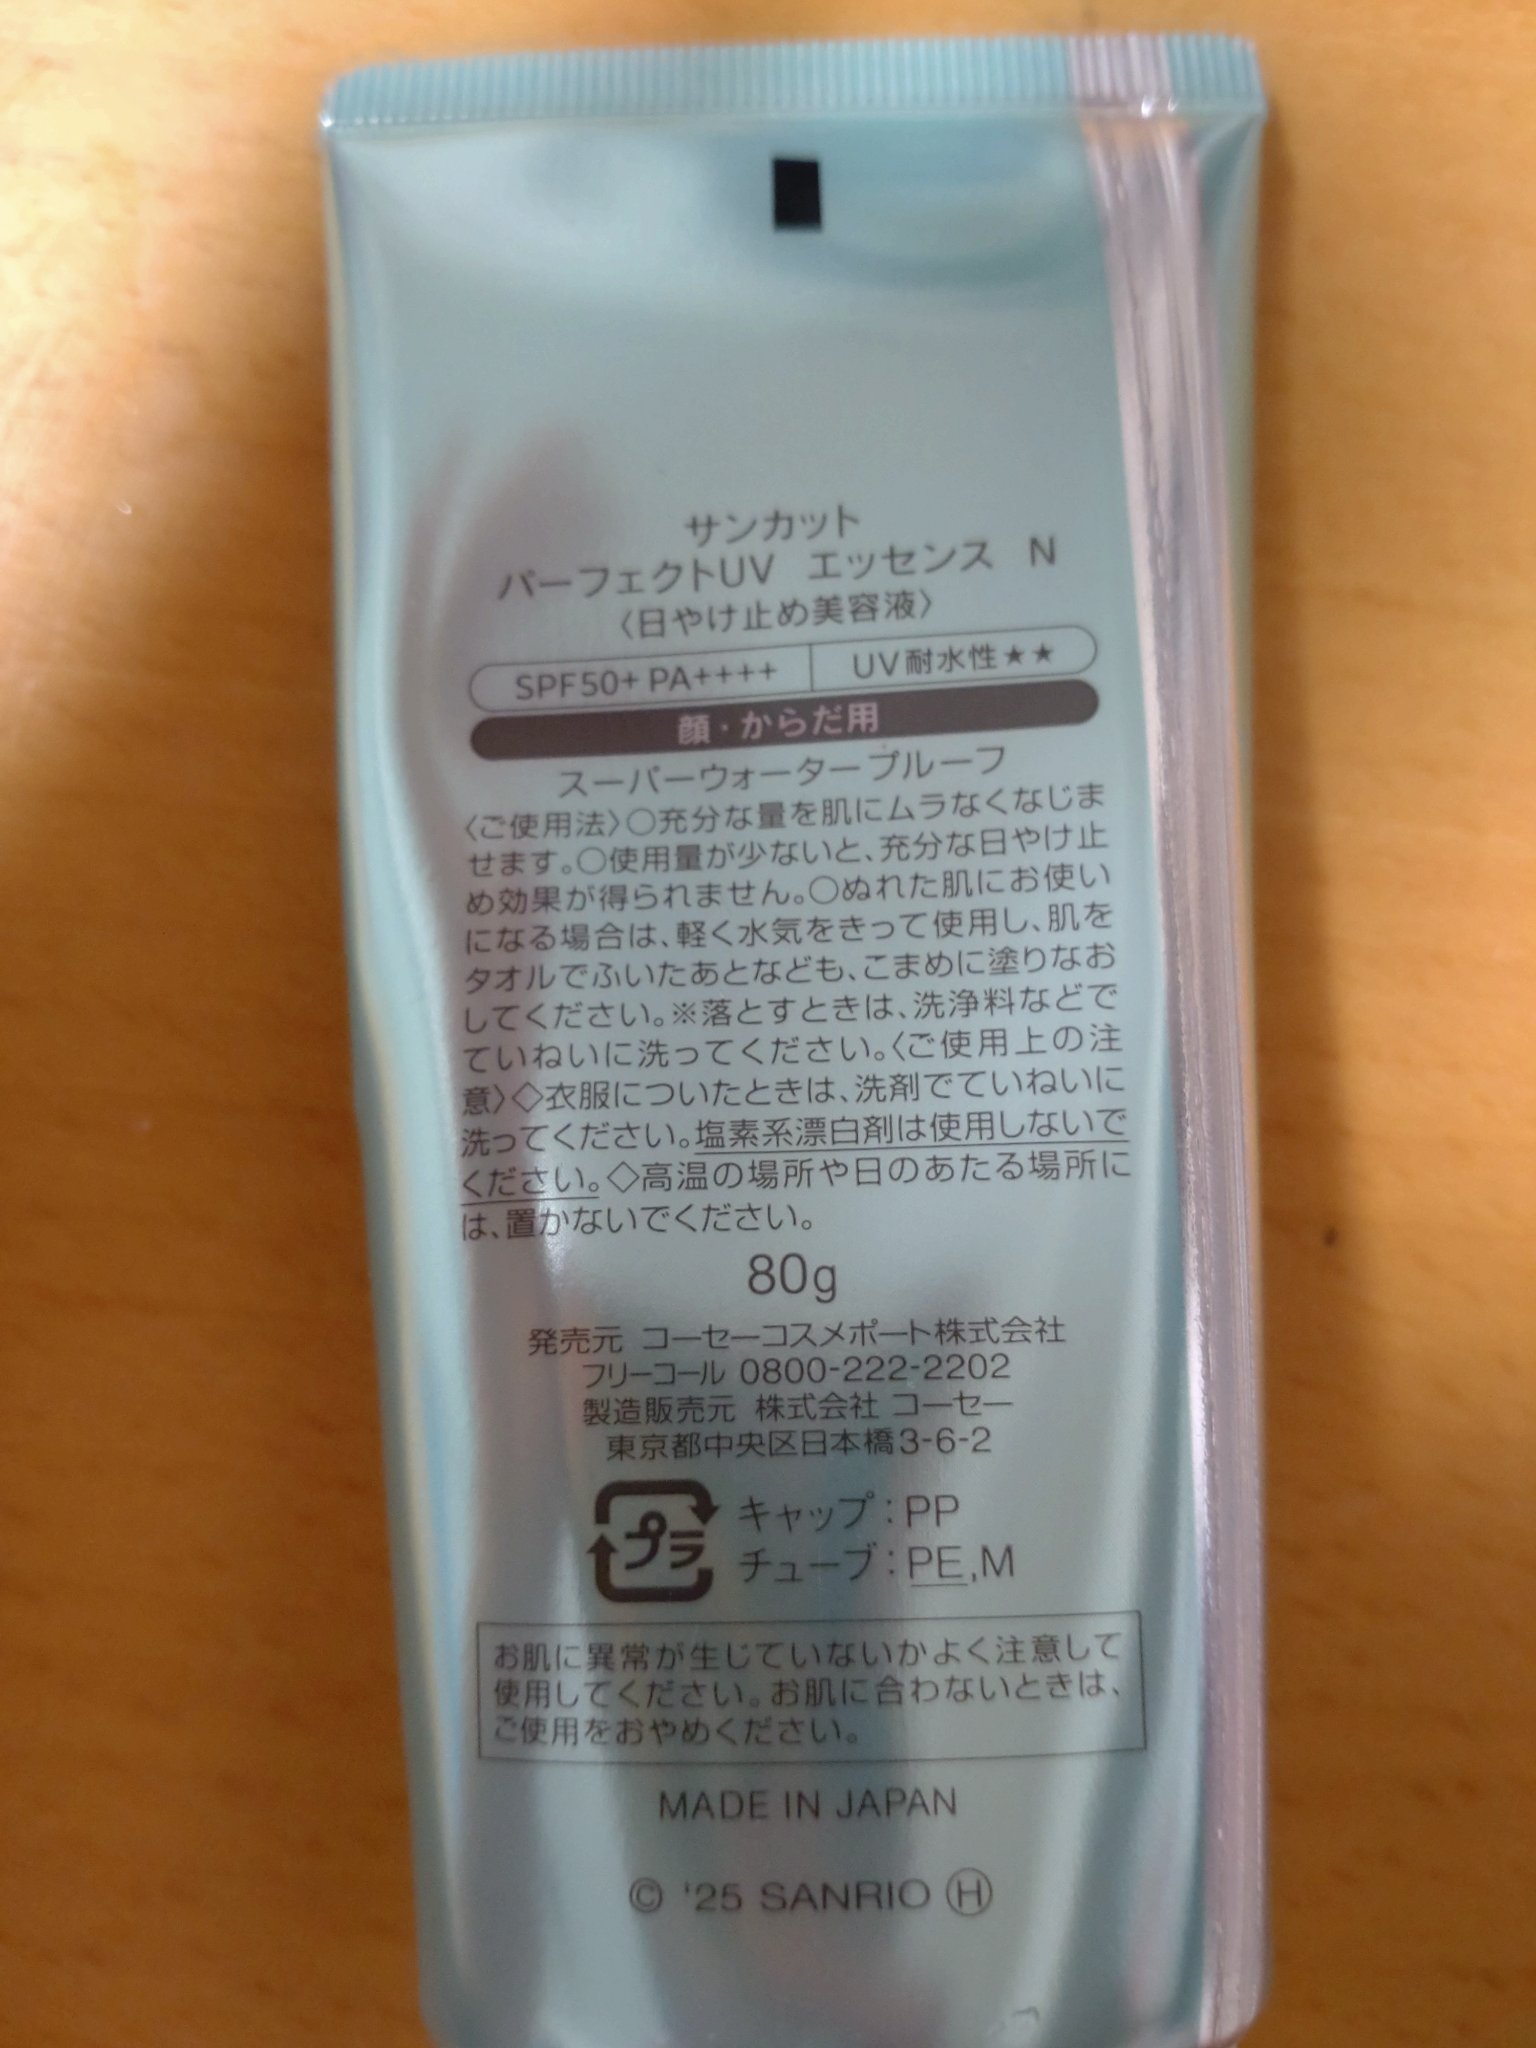 サンカット
パーフェクトUV エッセンス N
〈日やけ止め美容液〉
SPF50+ PA++++ UV耐水性★★
顔・からだ用
スーパーウォータープルーフ
〈ご使用法〉○充分な量を肌にムラなくなじま
せます。○使用量が少ないと、充分な日やけ止
め効果が得られません。○ぬれた肌にお使い
になる場合は、軽く水気をきって使用し、肌を
タオルでふいたあとなども、こまめに塗りなお
してください。※落とすときは、洗浄料などで
ていねいに洗ってください。〈ご使用上の注
意〉◇衣服についたときは、洗剤でていねいに
洗ってください。塩素系漂白剤は使用しないで
ください。◇高温の場所や日のあたる場所に
は、置かないでください。
80g
発売元 コーセーコスメポート株式会社
フリーコール 0800-222-2202
製造販売元 株式会社 コーセー
東京都中央区日本橋3-6-2
プラ
キャップ：PP
チューブ：PE,M
お肌に異常が生じていないかよく注意して
使用してください。お肌に合わないときは、
ご使用をおやめください。
MADE IN JAPAN
© '25 SANRIO Ⓗ